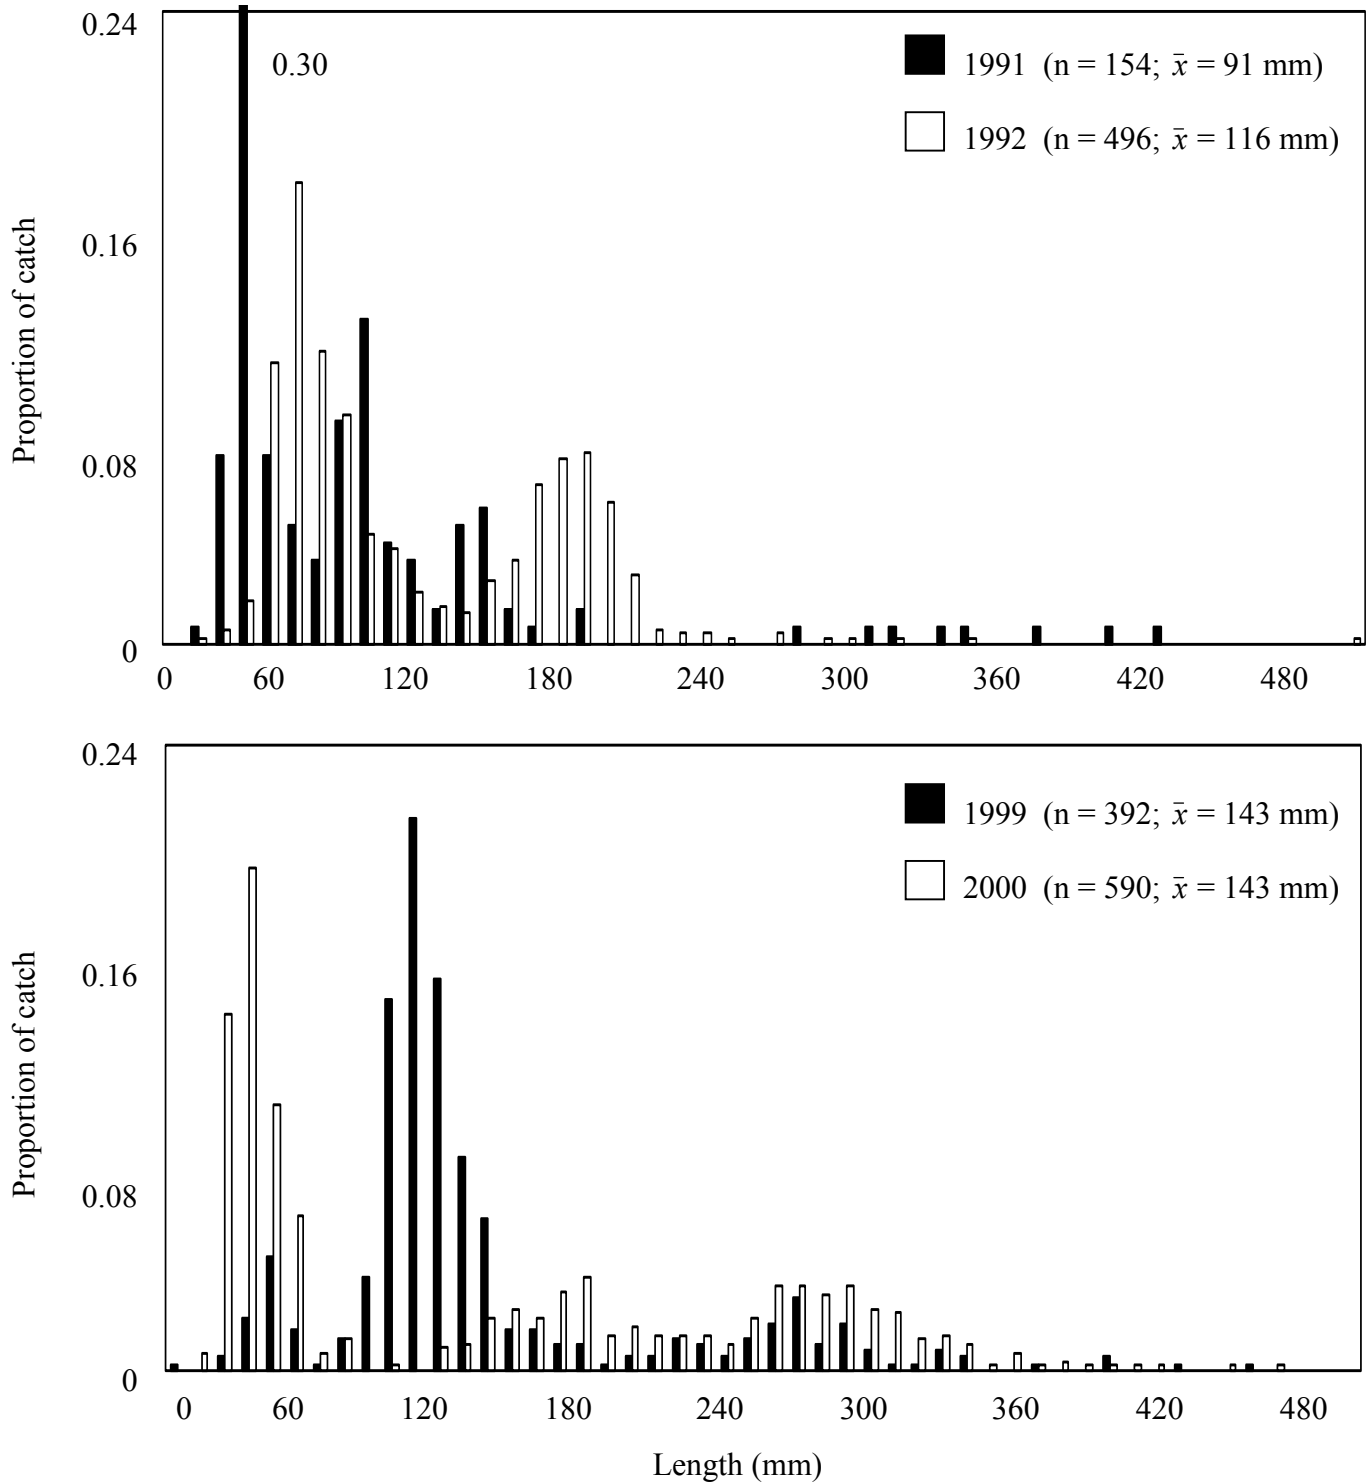 0.24
0.30
1991 (n = 154; x̄ = 91 mm)
1992 (n = 496; x̄ = 116 mm)
0.16
Proportion of catch
0.08
0
0 60 120 180 240 300 360 420 480
0.24
1999 (n = 392; x̄ = 143 mm)
2000 (n = 590; x̄ = 143 mm)
0.16
Proportion of catch
0.08
0
0 60 120 180 240 300 360 420 480
Length (mm)